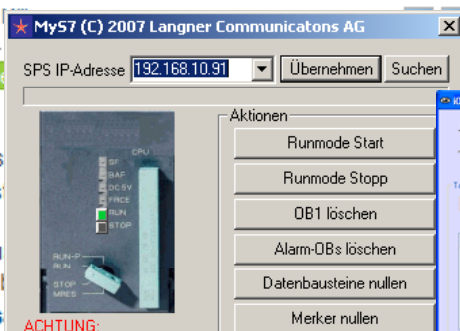 MyS7 (C) 2007 Langner Communicatons AG
SPS IP-Adresse 192.168.10.91 Übernehmen Suchen
Aktionen
Runmode Start
Runmode Stopp
OB1 löschen
Alarm-OBs löschen
Datenbausteine nullen
Merker nullen
CPU
SF
BAF
DC5V
FRCE
RUN
STOP
RUN-P
RUN
STOP
MRES
ACHTUNG: